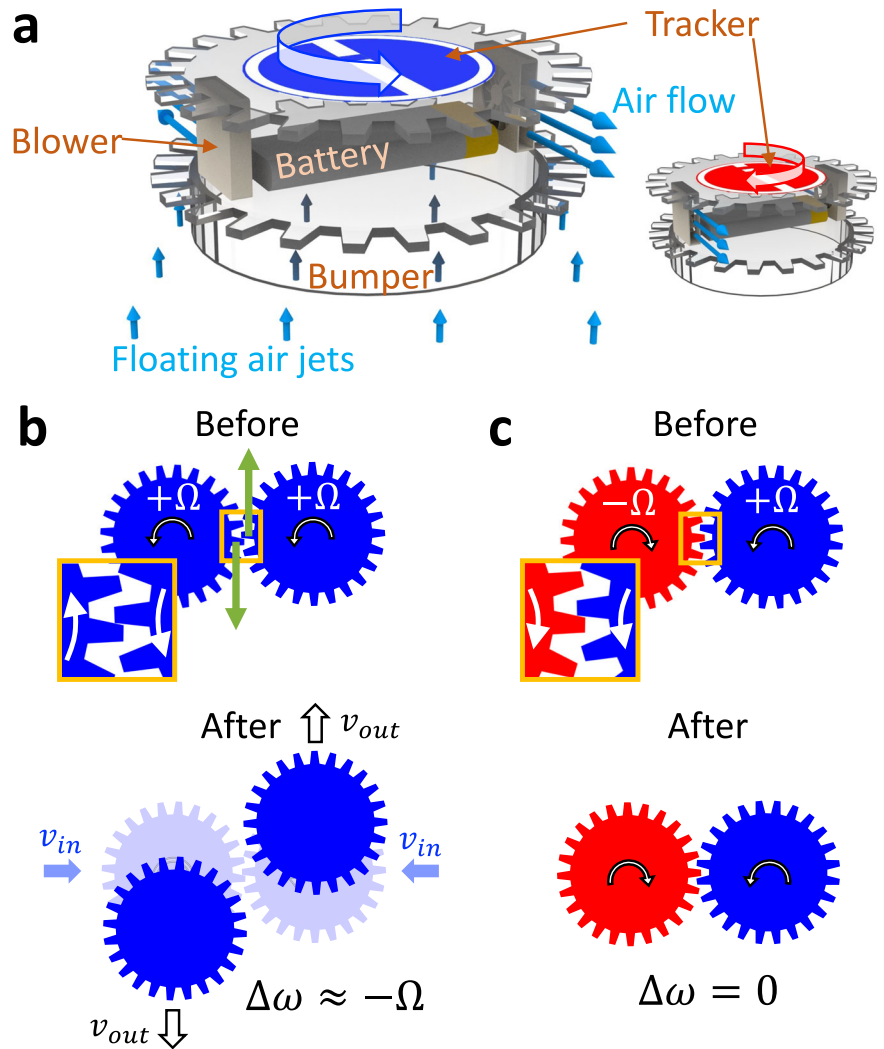 a
Tracker
Air flow
Blower
Battery
Bumper
Floating air jets
b
Before
+Ω
+Ω
After
v_out
v_in
v_in
Δω ≈ −Ω
v_out
c
Before
−Ω
+Ω
After
Δω = 0